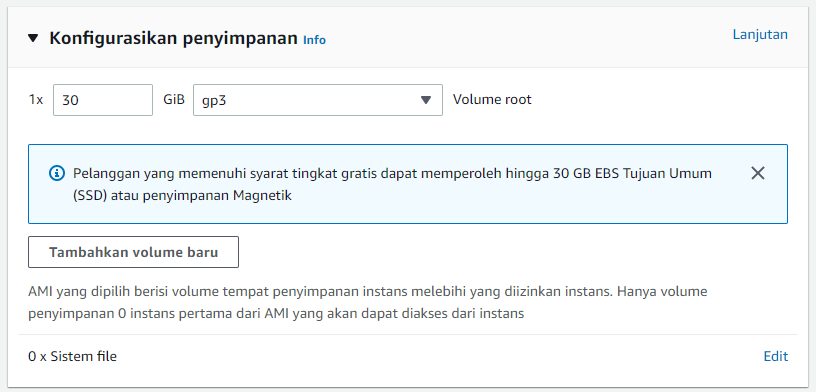 Konfigurasikan penyimpanan Info
Lanjutan
1x 30 GiB gp3 Volume root
Pelanggan yang memenuhi syarat tingkat gratis dapat memperoleh hingga 30 GB EBS Tujuan Umum
(SSD) atau penyimpanan Magnetik
Tambahkan volume baru
AMI yang dipilih berisi volume tempat penyimpanan instans melebihi yang diizinkan instans. Hanya volume
penyimpanan 0 instans pertama dari AMI yang akan dapat diakses dari instans
0 x Sistem file
Edit